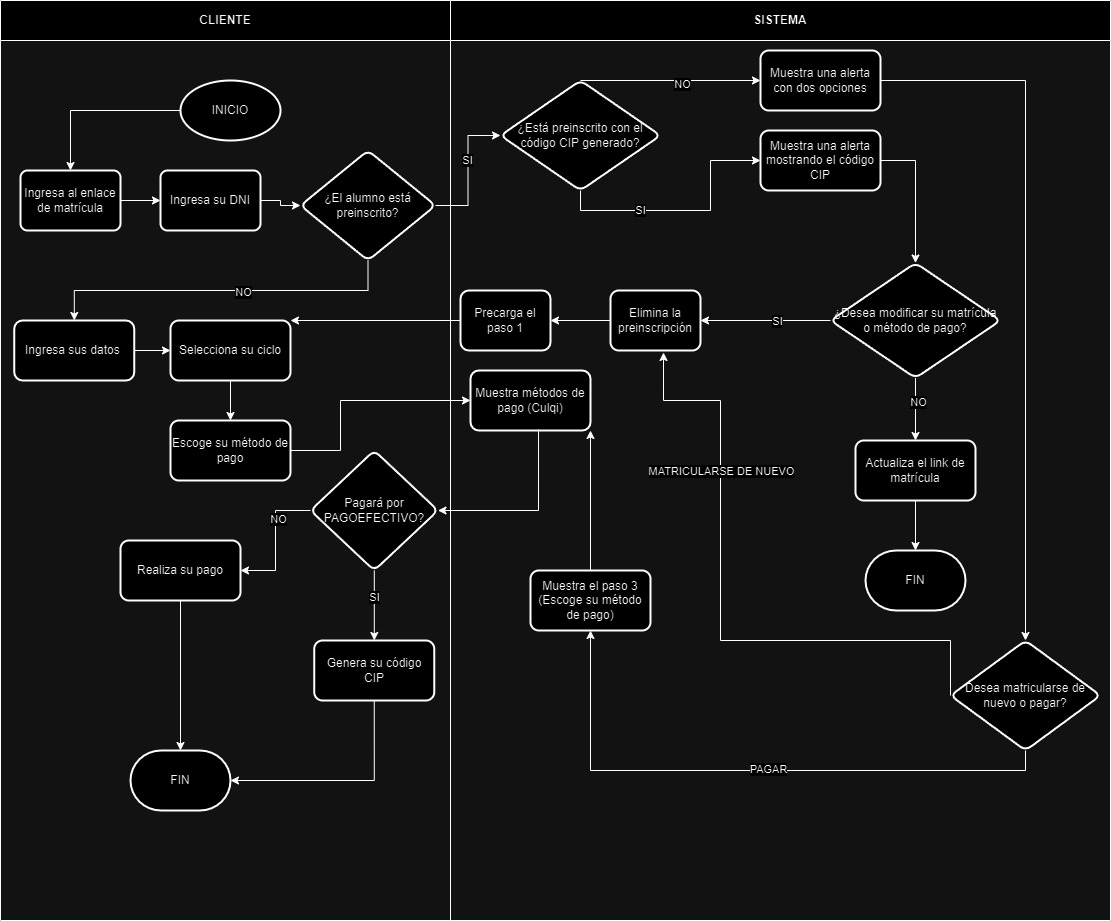 CLIENTE
SISTEMA
INICIO
Ingresa al enlace
de matrícula
Ingresa su DNI
¿El alumno está
preinscrito?
SI
NO
¿Está preinscrito con el
código CIP generado?
NO
SI
Muestra una alerta
con dos opciones
Muestra una alerta
mostrando el código
CIP
¿Desea modificar su matrícula
o método de pago?
SI
NO
Elimina la
preinscripción
Precarga el
paso 1
Ingresa sus datos
Selecciona su ciclo
Escoge su método de
pago
Muestra métodos de
pago (Culqi)
Pagará por
PAGOEFECTIVO?
NO
SI
Realiza su pago
Genera su código
CIP
FIN
MATRICULARSE DE NUEVO
Actualiza el link de
matrícula
FIN
Muestra el paso 3
(Escoge su método
de pago)
Desea matricularse de
nuevo o pagar?
PAGAR